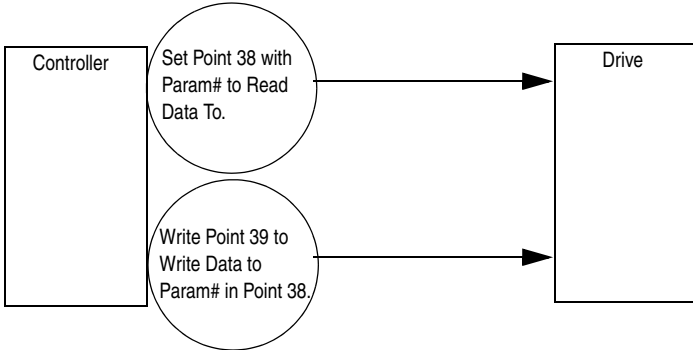 Controller
Set Point 38 with
Param# to Read
Data To.
Drive
Write Point 39 to
Write Data to
Param# in Point 38.